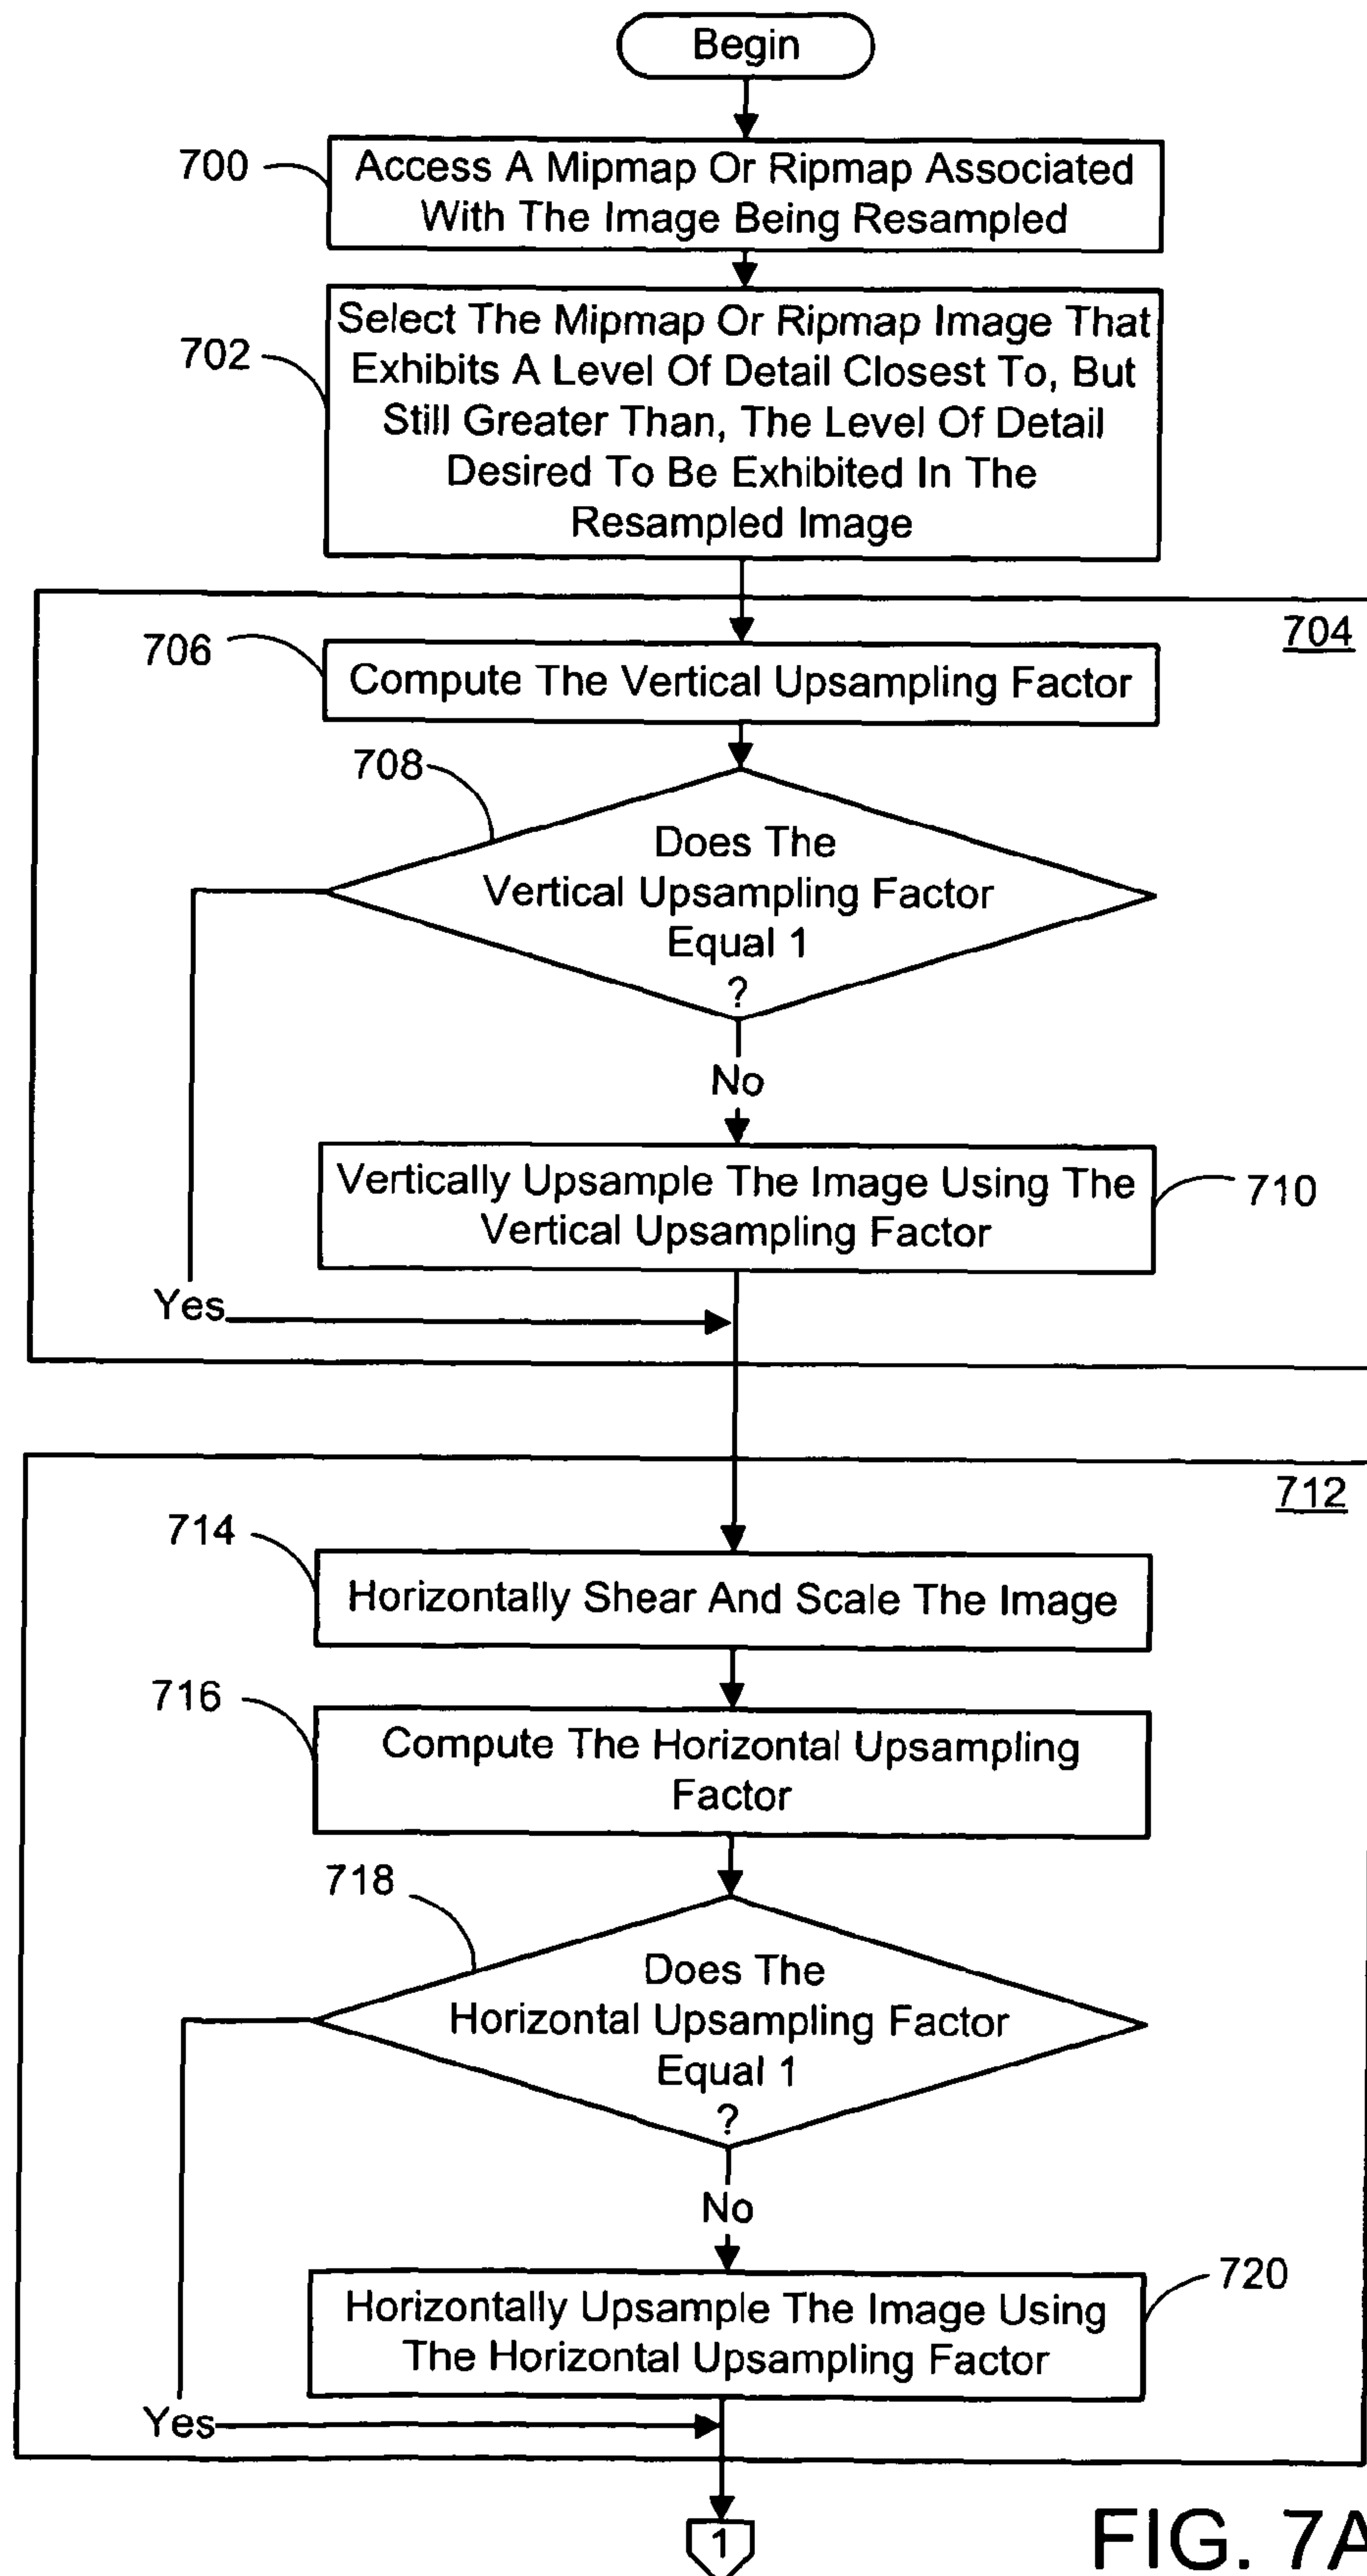 Begin
700
Access A Mipmap Or Ripmap Associated
With The Image Being Resampled
702
Select The Mipmap Or Ripmap Image That
Exhibits A Level Of Detail Closest To, But
Still Greater Than, The Level Of Detail
Desired To Be Exhibited In The
Resampled Image
704
706
Compute The Vertical Upsampling Factor
708
Does The
Vertical Upsampling Factor
Equal 1
?
No
Vertically Upsample The Image Using The
Vertical Upsampling Factor
710
Yes
712
714
Horizontally Shear And Scale The Image
716
Compute The Horizontal Upsampling
Factor
718
Does The
Horizontal Upsampling Factor
Equal 1
?
No
720
Horizontally Upsample The Image Using
The Horizontal Upsampling Factor
Yes
1
FIG. 7A